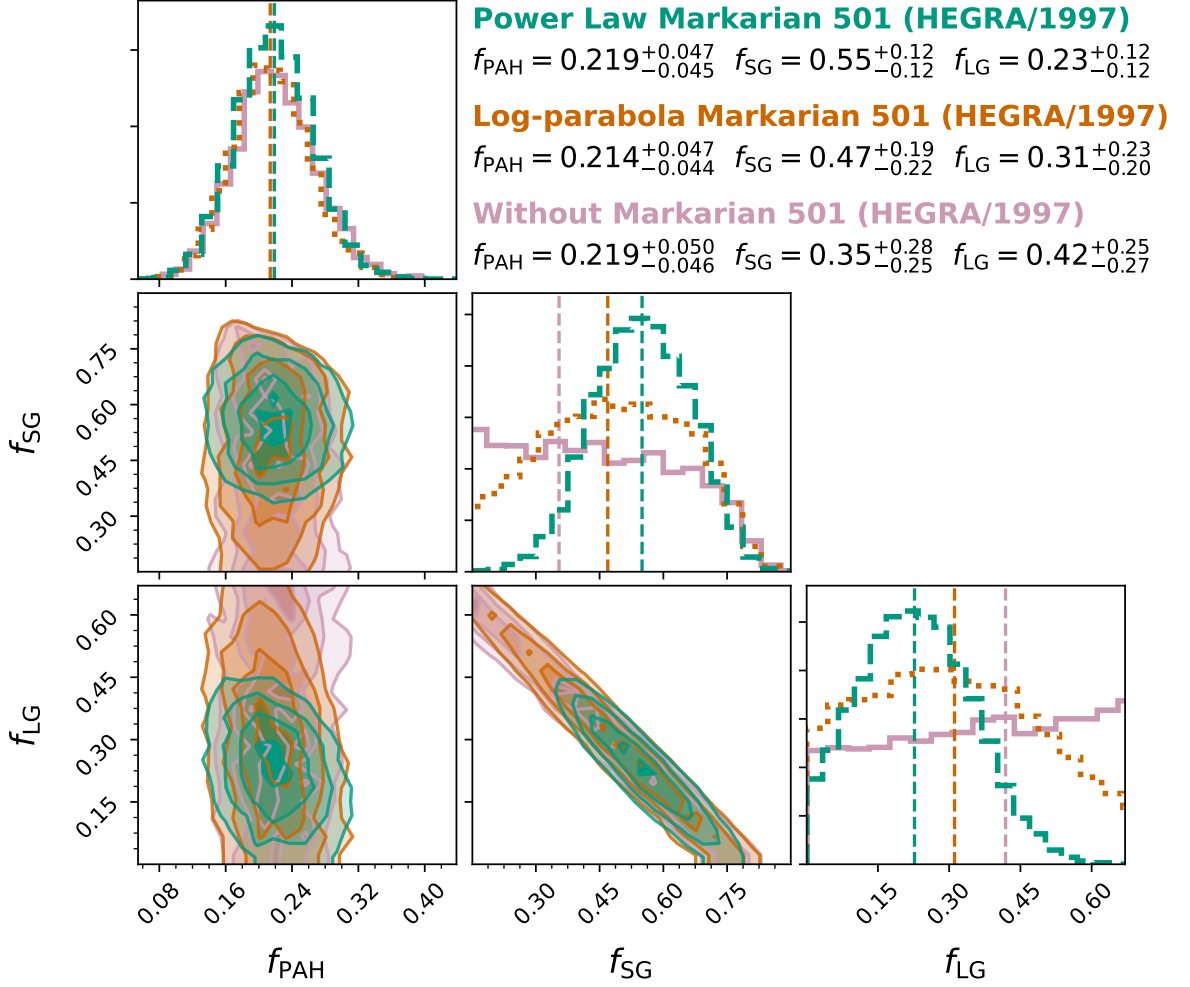 Power Law Markarian 501 (HEGRA/1997)
f_PAH = 0.219^{+0.047}_{-0.045} f_SG = 0.55^{+0.12}_{-0.12} f_LG = 0.23^{+0.12}_{-0.12}
Log-parabola Markarian 501 (HEGRA/1997)
f_PAH = 0.214^{+0.047}_{-0.044} f_SG = 0.47^{+0.19}_{-0.22} f_LG = 0.31^{+0.23}_{-0.20}
Without Markarian 501 (HEGRA/1997)
f_PAH = 0.219^{+0.050}_{-0.046} f_SG = 0.35^{+0.28}_{-0.25} f_LG = 0.42^{+0.25}_{-0.27}
0.75
0.60
0.45
0.30
f_SG
0.60
0.45
0.30
0.15
f_LG
0.08 0.16 0.24 0.32 0.40
0.30 0.45 0.60 0.75
0.15 0.30 0.45 0.60
f_PAH
f_SG
f_LG